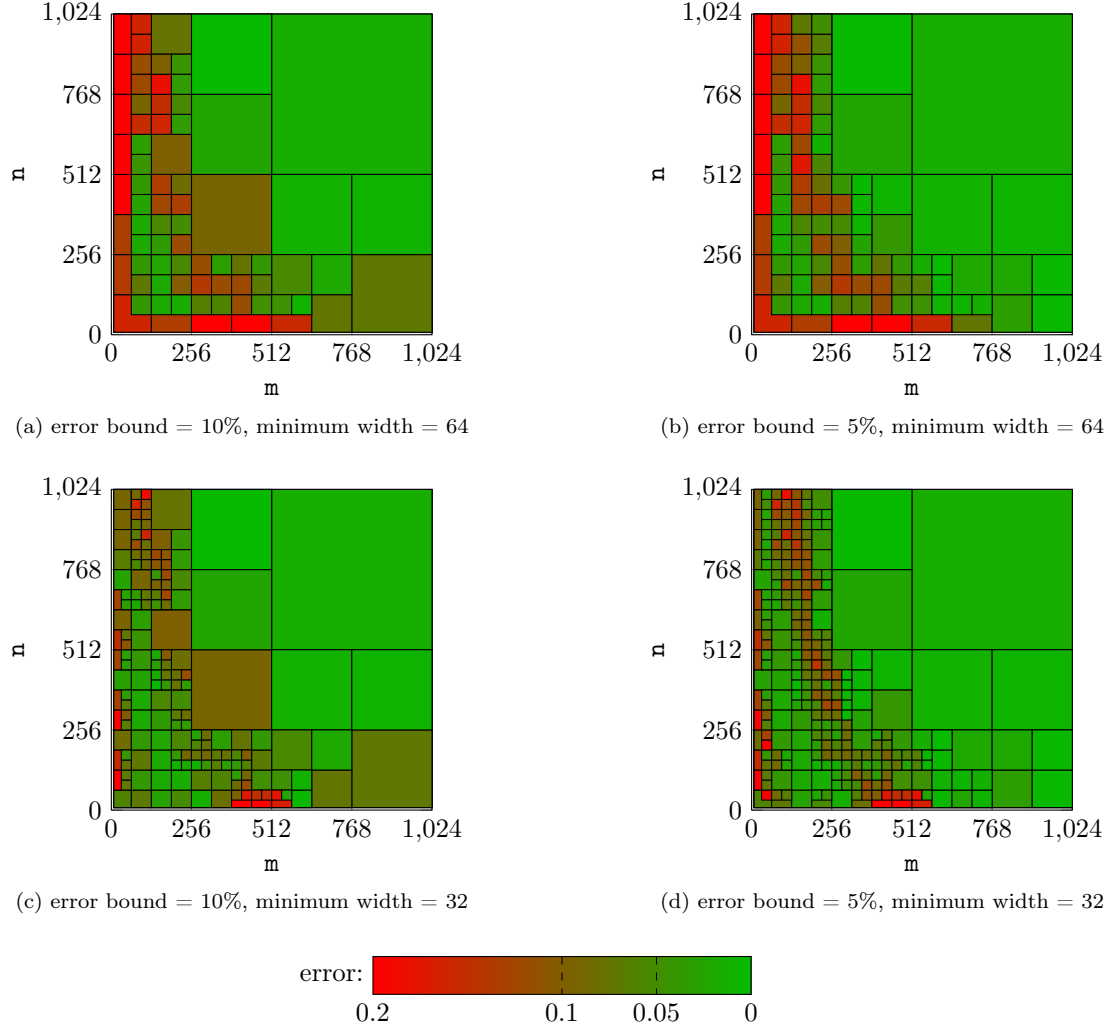 1,024
768
512
256
0
n
0 256 512 768 1,024
m
(a) error bound = 10%, minimum width = 64
1,024
768
512
256
0
n
0 256 512 768 1,024
m
(b) error bound = 5%, minimum width = 64
1,024
768
512
256
0
n
0 256 512 768 1,024
m
(c) error bound = 10%, minimum width = 32
1,024
768
512
256
0
n
0 256 512 768 1,024
m
(d) error bound = 5%, minimum width = 32
error:
0.2 0.1 0.05 0